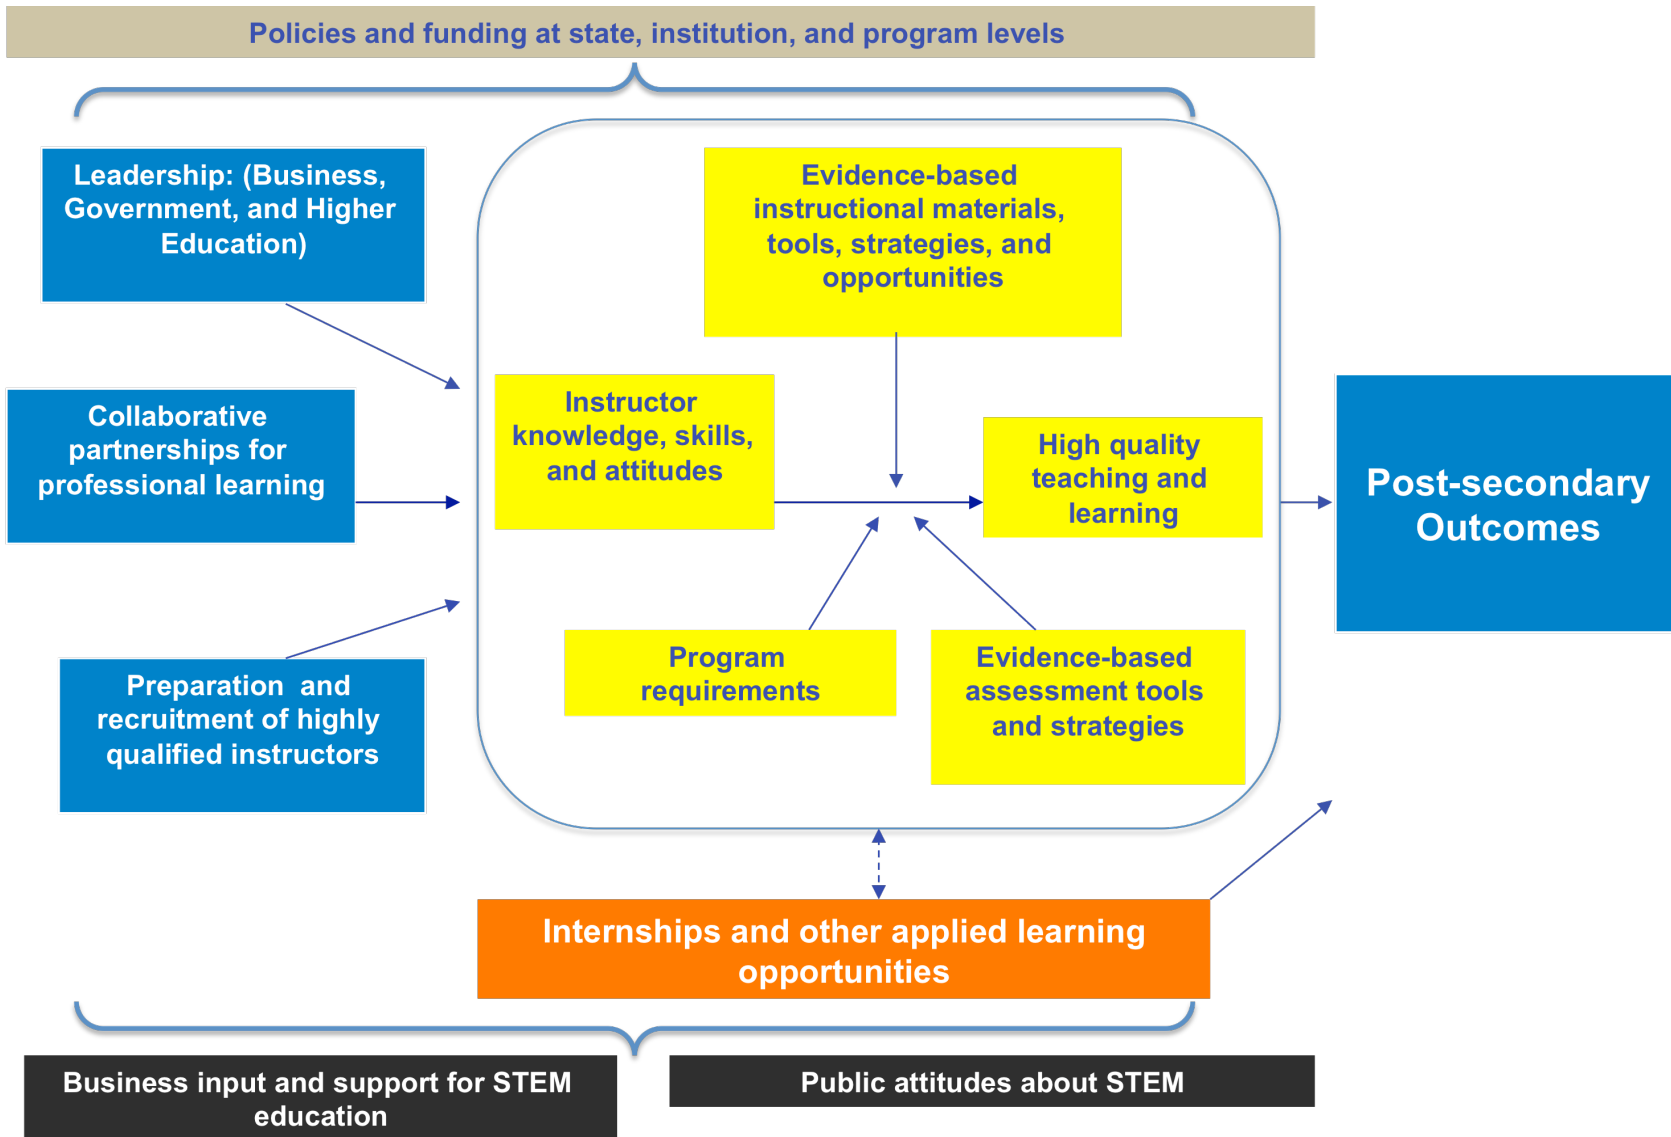 Policies and funding at state, institution, and program levels
Leadership: (Business,
Government, and Higher
Education)
Evidence-based
instructional materials,
tools, strategies, and
opportunities
Collaborative
partnerships for
professional learning
Instructor
knowledge, skills,
and attitudes
High quality
teaching and
learning
Post-secondary
Outcomes
Preparation and
recruitment of highly
qualified instructors
Program
requirements
Evidence-based
assessment tools
and strategies
Internships and other applied learning
opportunities
Business input and support for STEM
education
Public attitudes about STEM